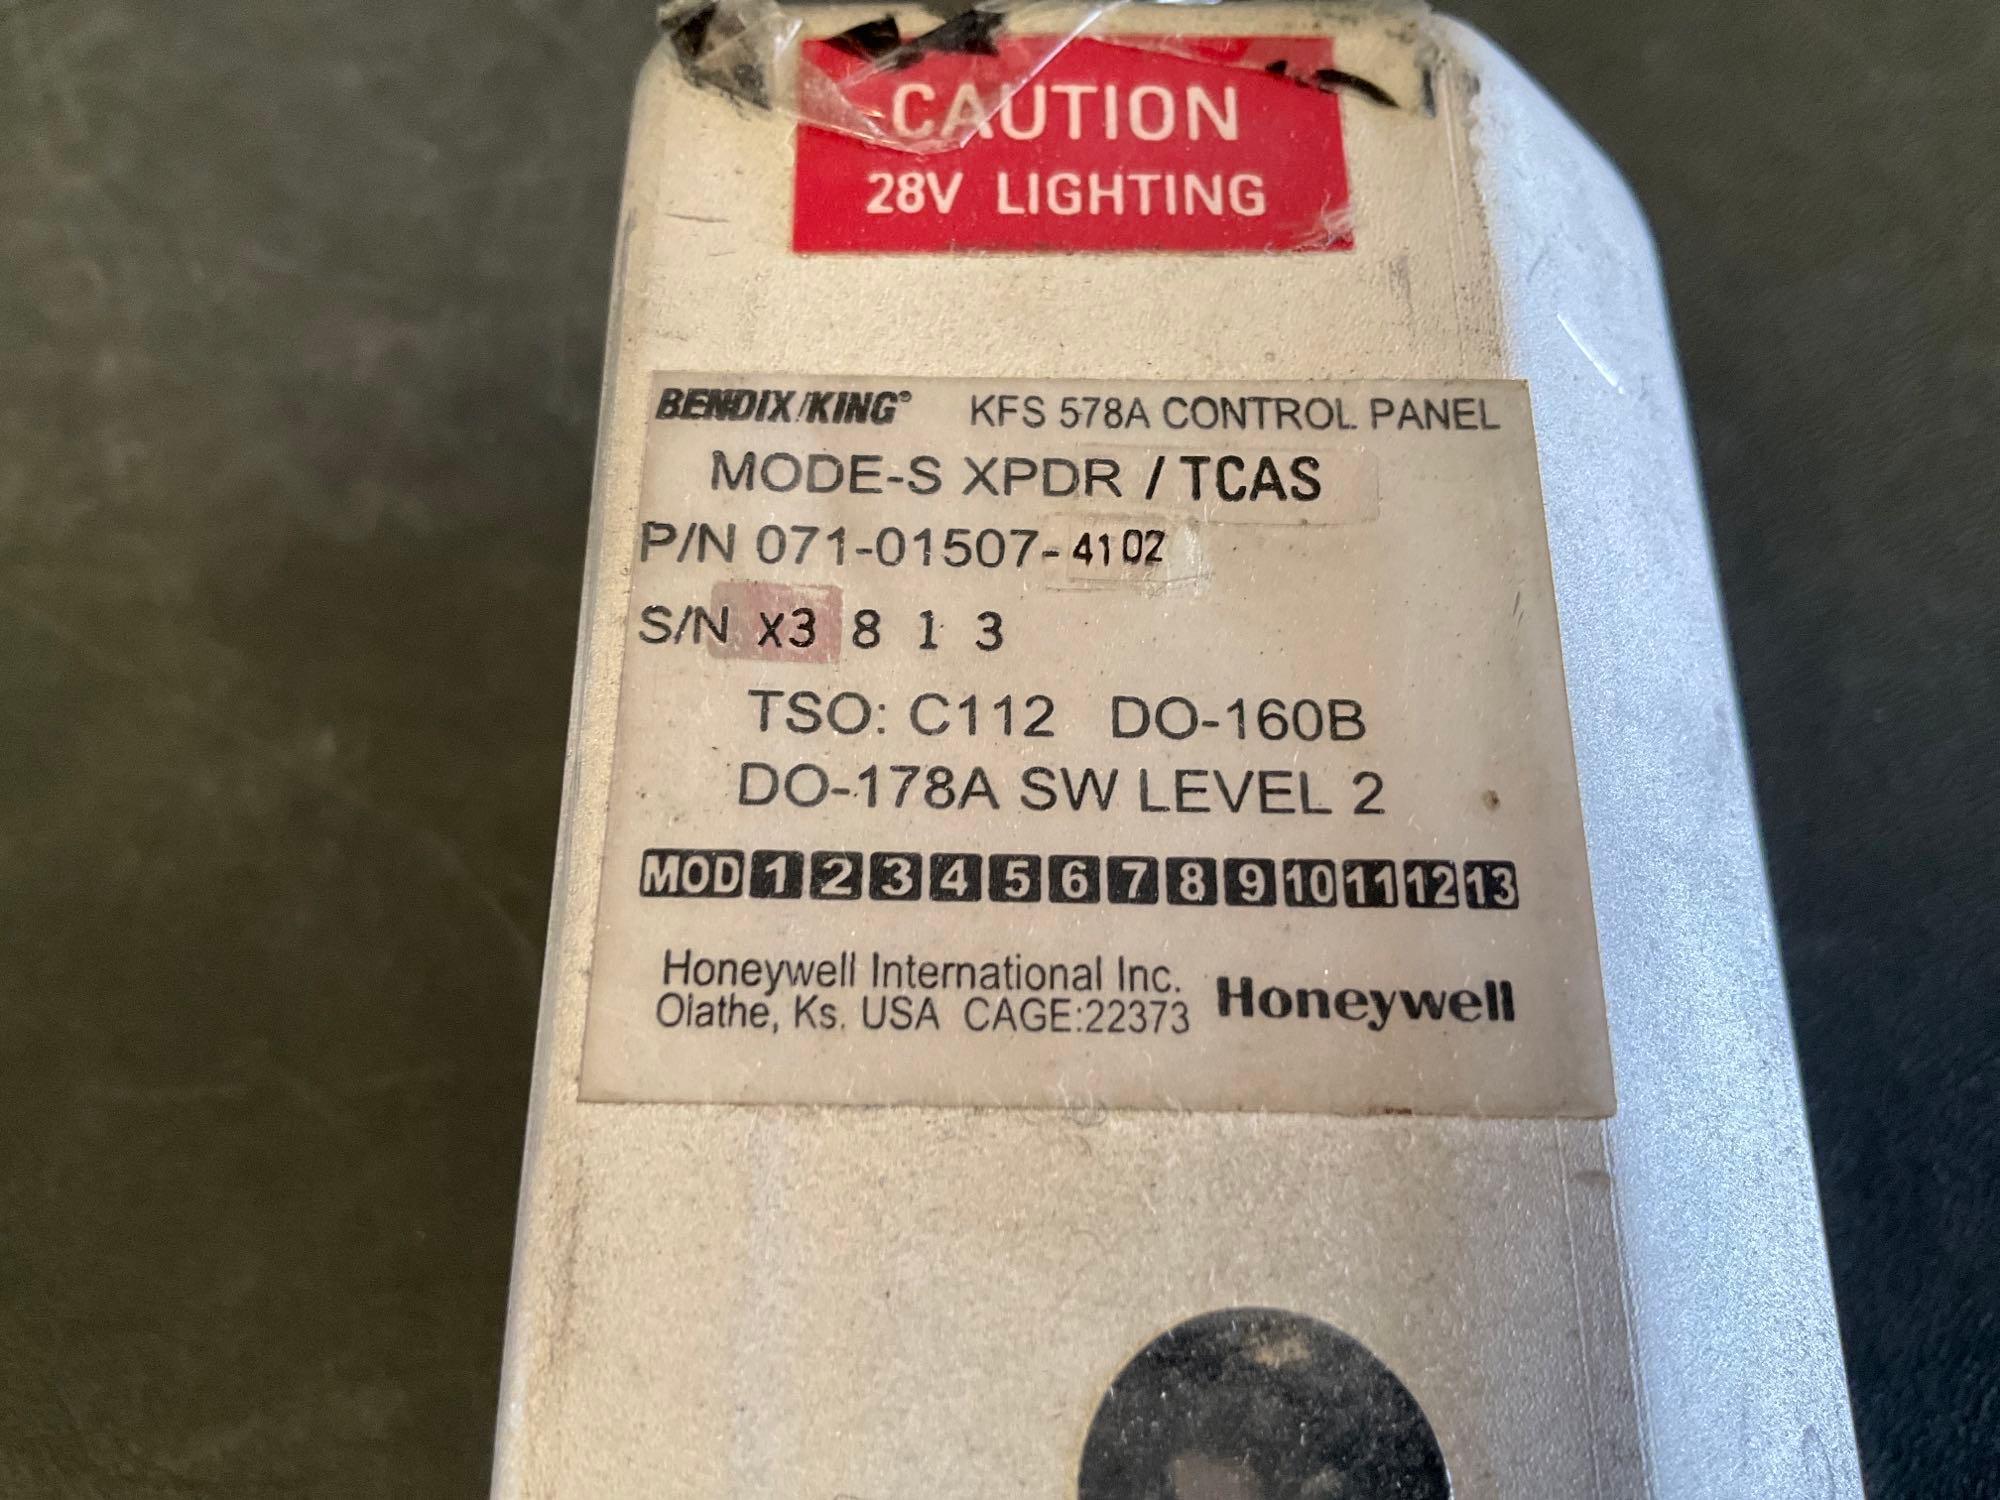 CAUTION
28V LIGHTING
BENDIX/KING® KFS 578A CONTROL PANEL
MODE-S XPDR / TCAS
P/N 071-01507-4102
S/N X3 8 1 3
TSO: C112 DO-160B
DO-178A SW LEVEL 2
MOD 1 2 3 4 5 6 7 8 9 10 11 12 13
Honeywell International Inc.
Olathe, Ks. USA CAGE:22373 Honeywell